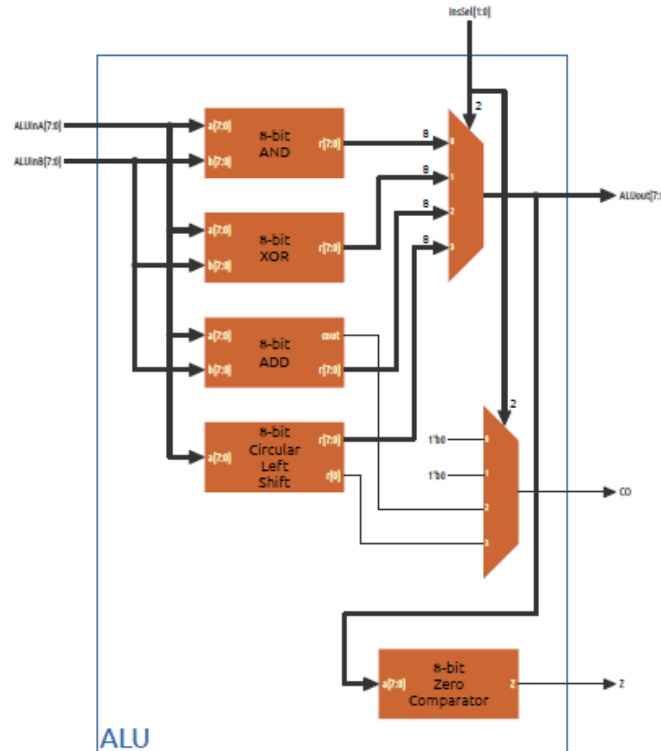 InsSel[1:0]
2
ALUinA[7:0]
ALUinB[7:0]
a[7:0]
b[7:0]
8-bit
AND
r[7:0]
8
0
8
1
8
2
8
3
ALUout[7:
a[7:0]
b[7:0]
8-bit
XOR
r[7:0]
a[7:0]
b[7:0]
8-bit
ADD
cout
r[7:0]
a[7:0]
8-bit
Circular
Left
Shift
r[7:0]
r[0]
2
1'b0
0
1'b0
1
2
3
CO
a[7:0]
8-bit
Zero
Comparator
Z
Z
ALU